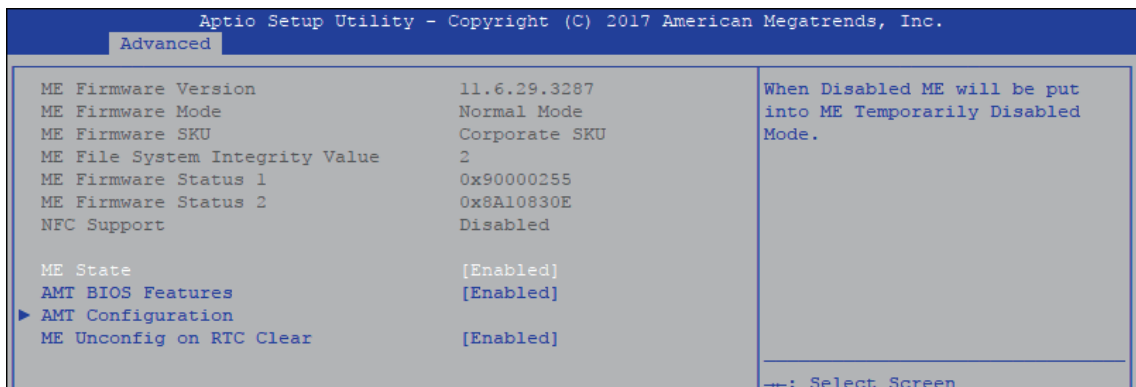 Aptio Setup Utility - Copyright (C) 2017 American Megatrends, Inc.
Advanced
ME Firmware Version 11.6.29.3287
ME Firmware Mode Normal Mode
ME Firmware SKU Corporate SKU
ME File System Integrity Value 2
ME Firmware Status 1 0x90000255
ME Firmware Status 2 0x8A10830E
NFC Support Disabled
ME State [Enabled]
AMT BIOS Features [Enabled]
► AMT Configuration
ME Unconfig on RTC Clear [Enabled]
When Disabled ME will be put
into ME Temporarily Disabled
Mode.
→←: Select Screen